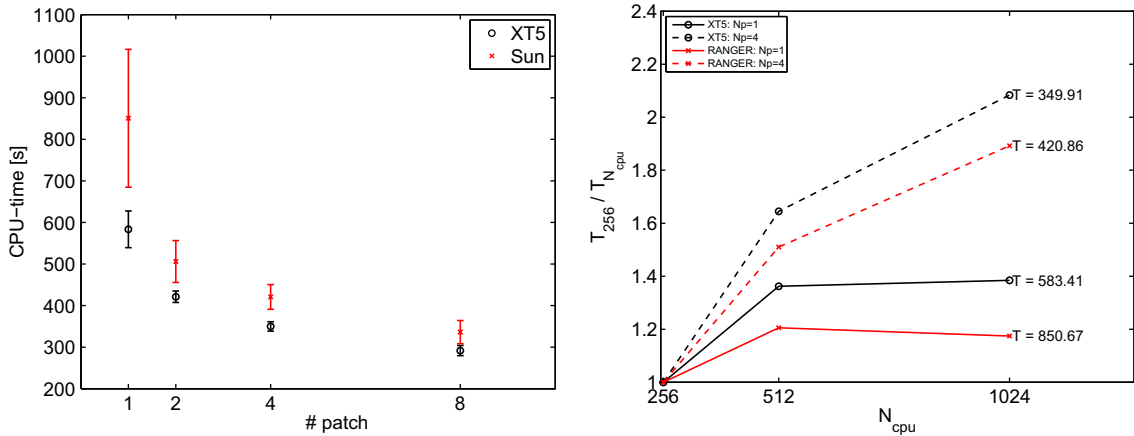 1100
1000
900
800
700
600
500
400
300
200
CPU−time [s]
1
2
4
8
# patch
XT5
Sun
2.4
2.2
2
1.8
1.6
1.4
1.2
1
T256 / TNcpu
256
512
1024
Ncpu
XT5: Np=1
XT5: Np=4
RANGER: Np=1
RANGER: Np=4
T = 349.91
T = 420.86
T = 583.41
T = 850.67